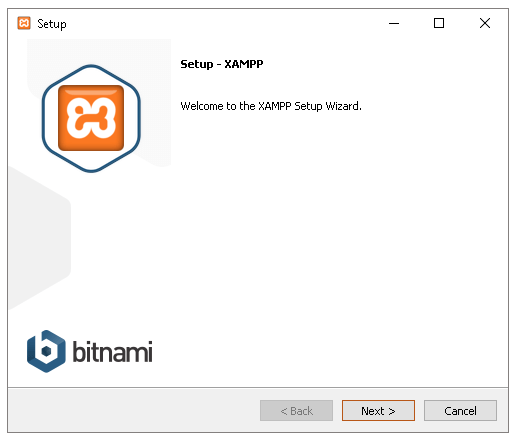 Setup
Setup - XAMPP
Welcome to the XAMPP Setup Wizard.
bitnami
< Back
Next >
Cancel